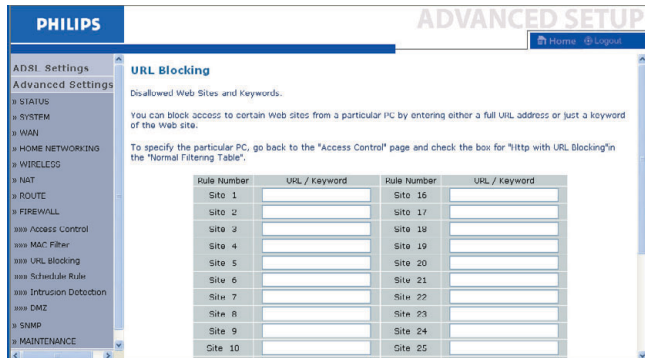 PHILIPS
ADVANCED SETUP
Home Logout
ADSL Settings
Advanced Settings
» STATUS
» SYSTEM
» WAN
» HOME NETWORKING
» WIRELESS
» NAT
» ROUTE
» FIREWALL
»»» Access Control
»»» MAC Filter
»»» URL Blocking
»»» Schedule Rule
»»» Intrusion Detection
»»» DMZ
» SNMP
» MAINTENANCE
URL Blocking
Disallowed Web Sites and Keywords.
You can block access to certain Web sites from a particular PC by entering either a full URL address or just a keyword
of the Web site.
To specify the particular PC, go back to the "Access Control" page and check the box for "Http with URL Blocking"in
the "Normal Filtering Table".
Rule Number URL / Keyword Rule Number URL / Keyword
Site 1 Site 16
Site 2 Site 17
Site 3 Site 18
Site 4 Site 19
Site 5 Site 20
Site 6 Site 21
Site 7 Site 22
Site 8 Site 23
Site 9 Site 24
Site 10 Site 25